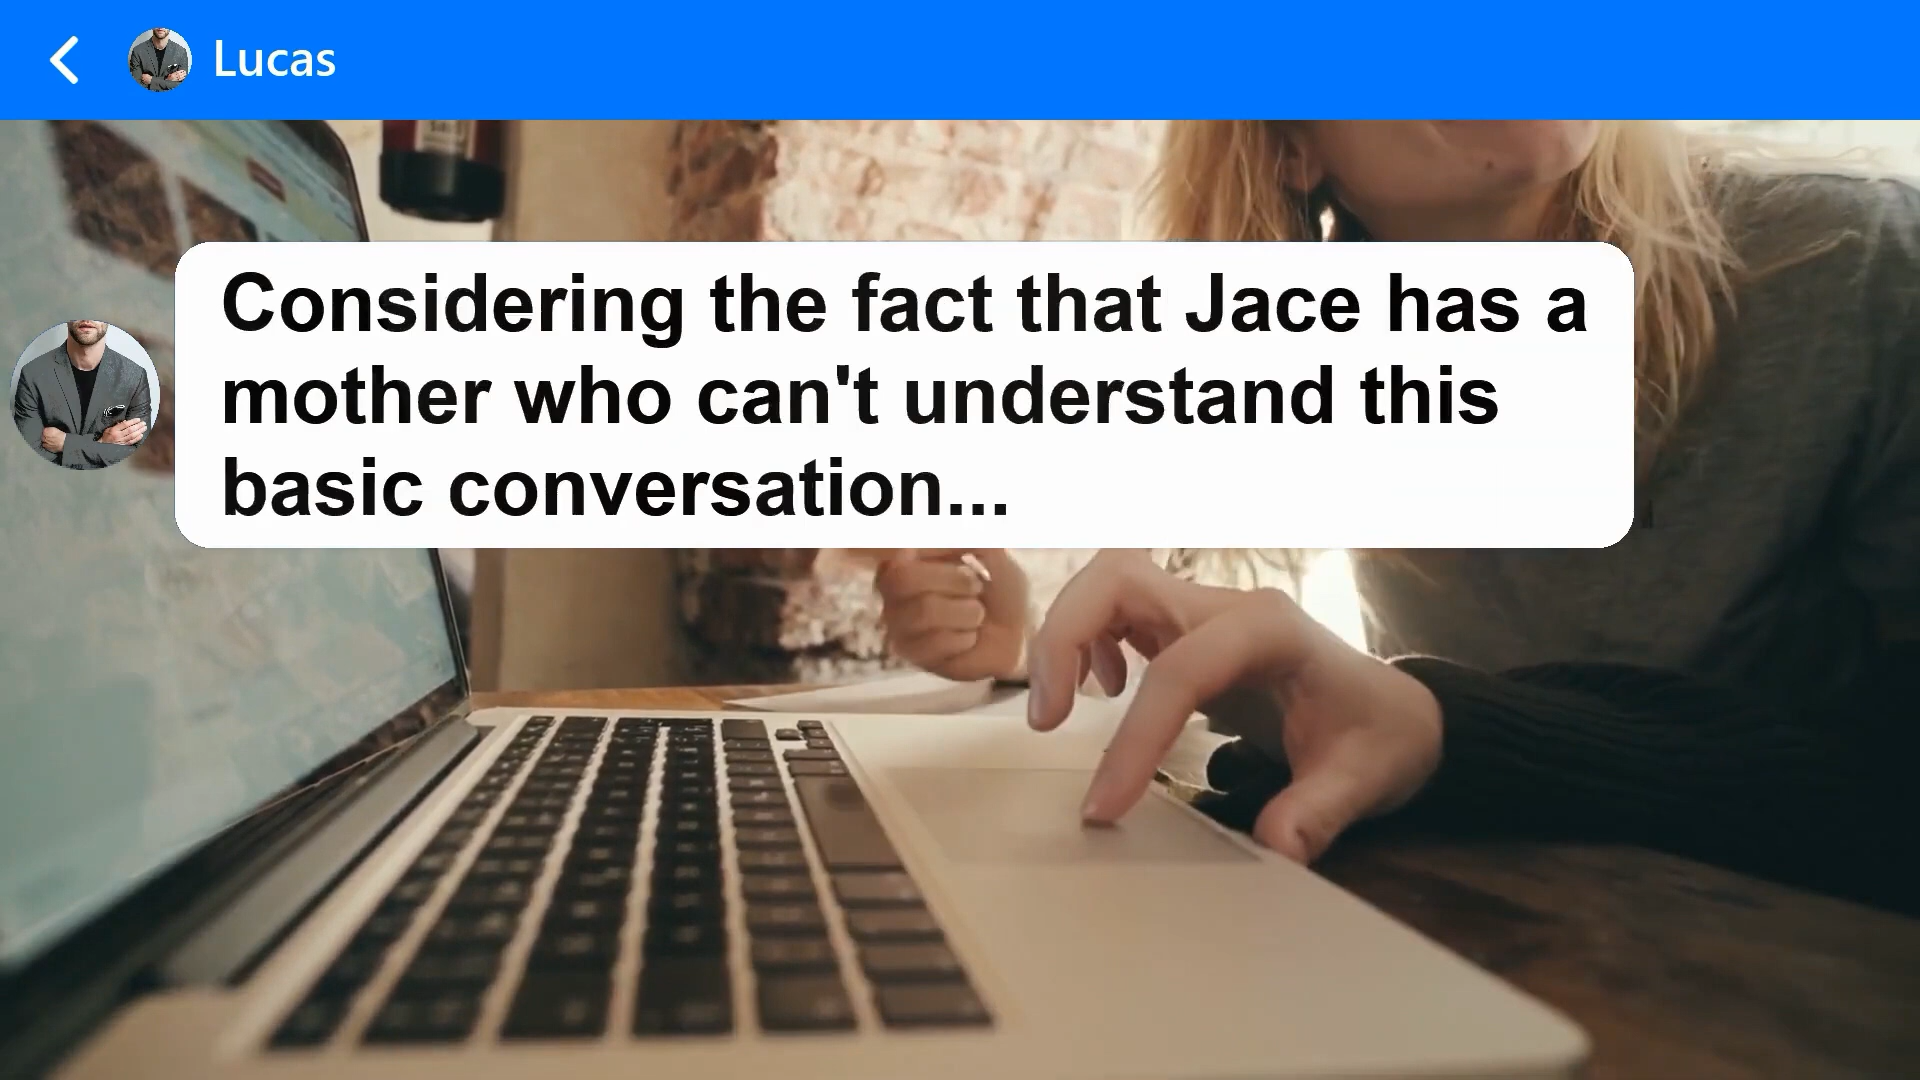 Lucas
Considering the fact that Jace has a
mother who can't understand this
basic conversation...